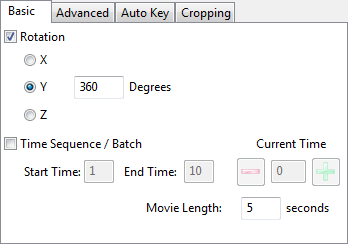 Basic Advanced Auto Key Cropping
Rotation
X
Y 360 Degrees
Z
Time Sequence / Batch Current Time
Start Time: 1 End Time: 10 0
Movie Length: 5 seconds